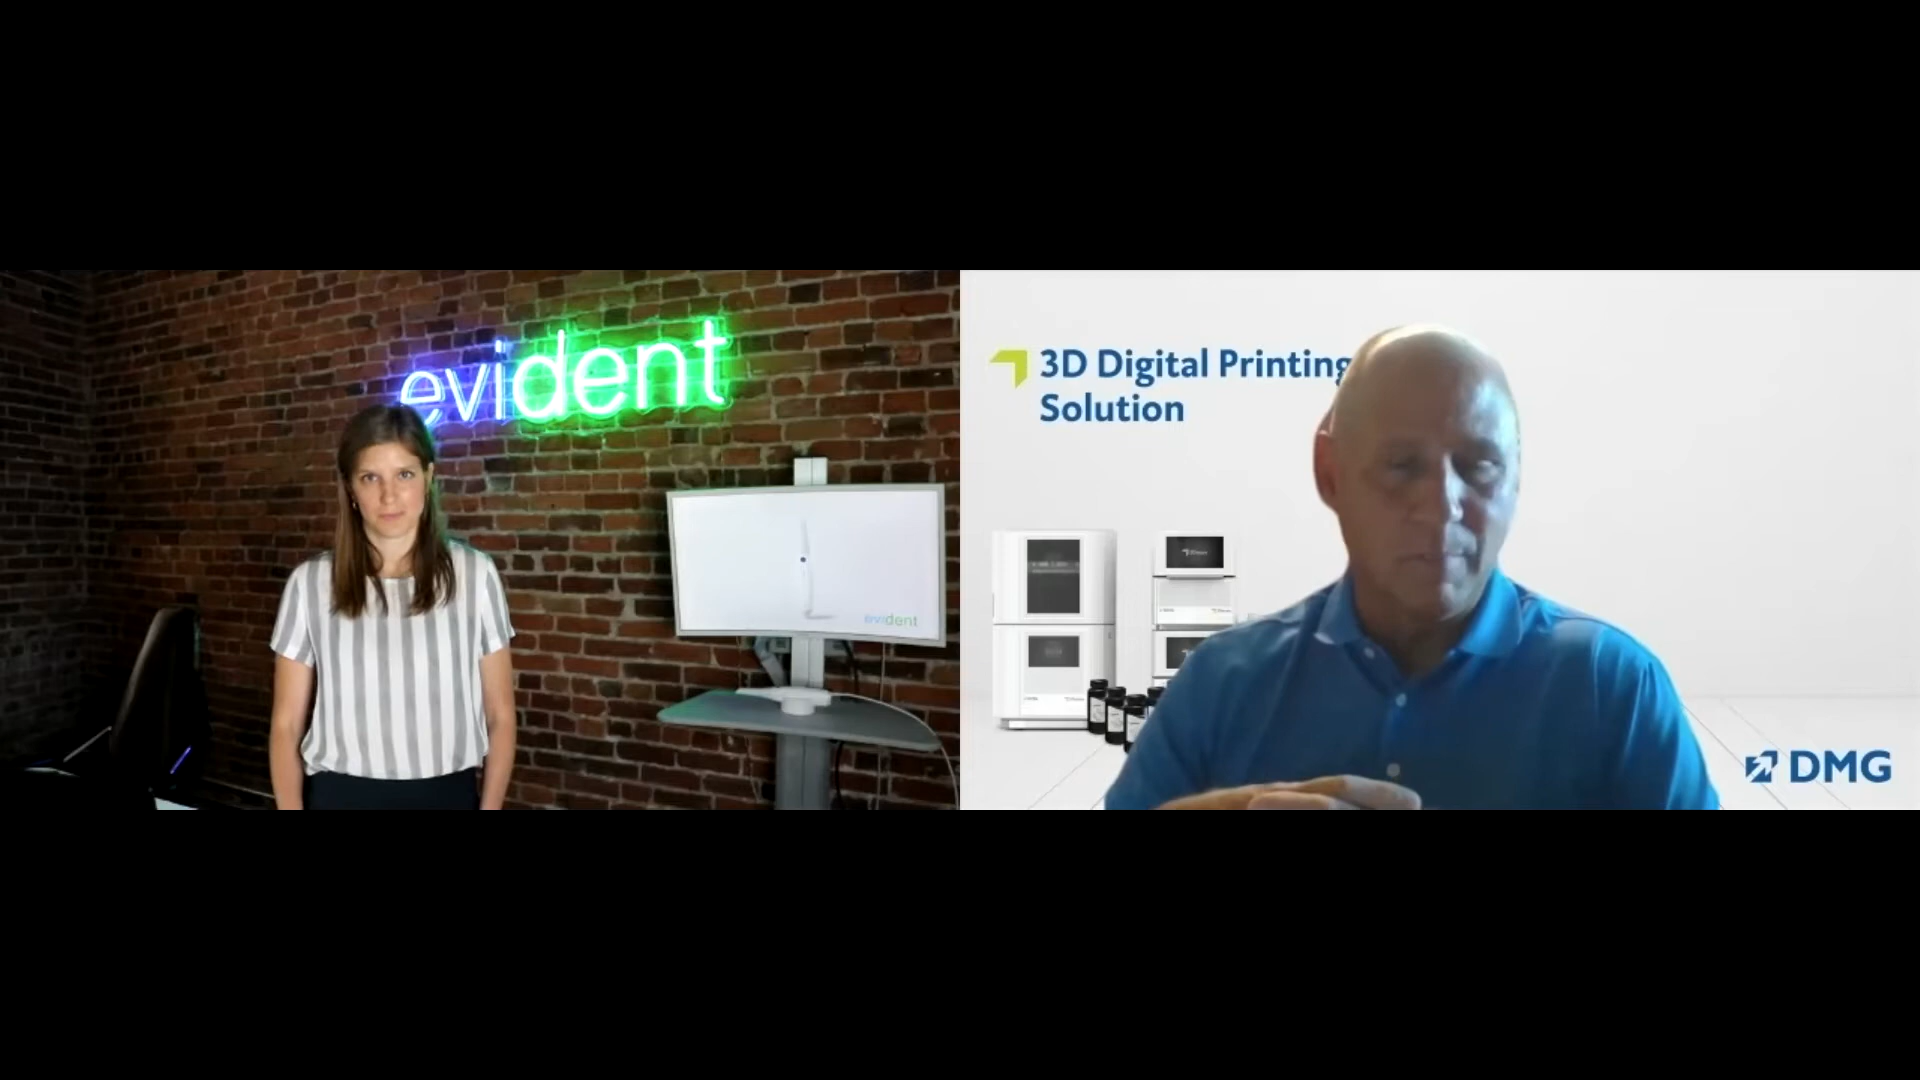 evident
evident
3D Digital Printing
Solution
DMG